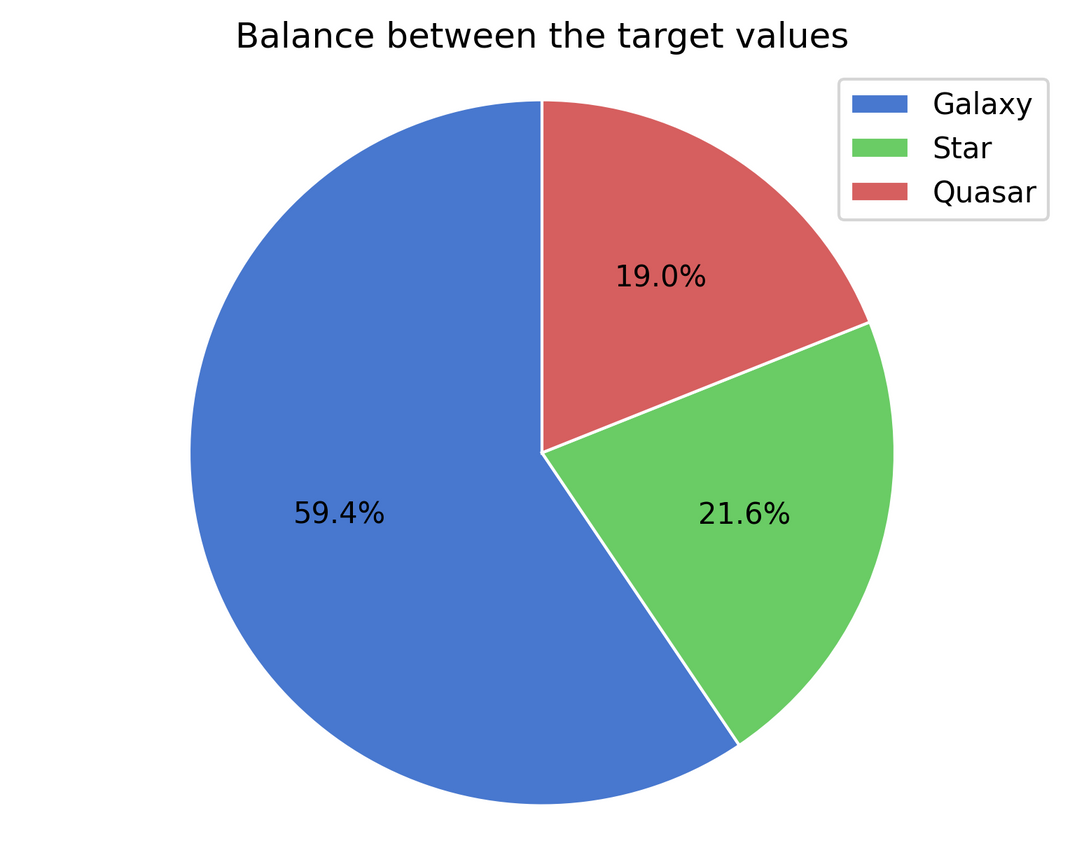 Balance between the target values
Galaxy
Star
Quasar
19.0%
59.4%
21.6%